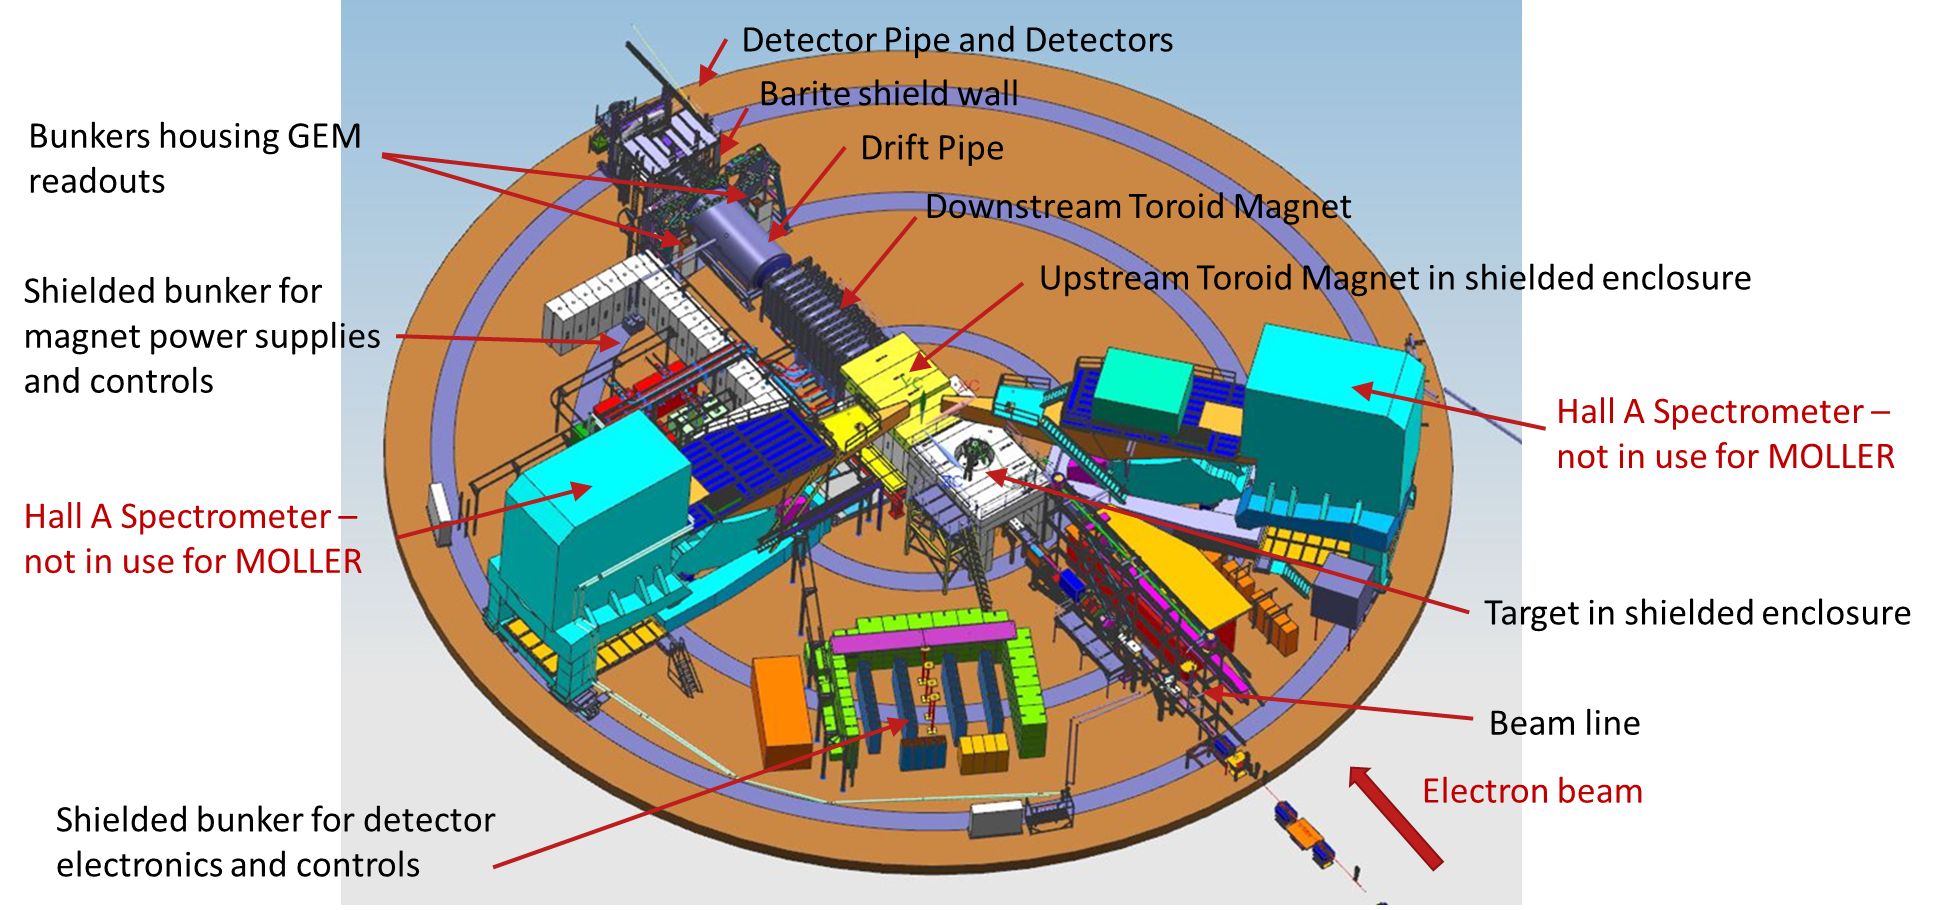 Detector Pipe and Detectors
Barite shield wall
Bunkers housing GEM
readouts
Drift Pipe
Downstream Toroid Magnet
Shielded bunker for
magnet power supplies
and controls
Upstream Toroid Magnet in shielded enclosure
Hall A Spectrometer –
not in use for MOLLER
Hall A Spectrometer –
not in use for MOLLER
Target in shielded enclosure
Beam line
Electron beam
Shielded bunker for detector
electronics and controls